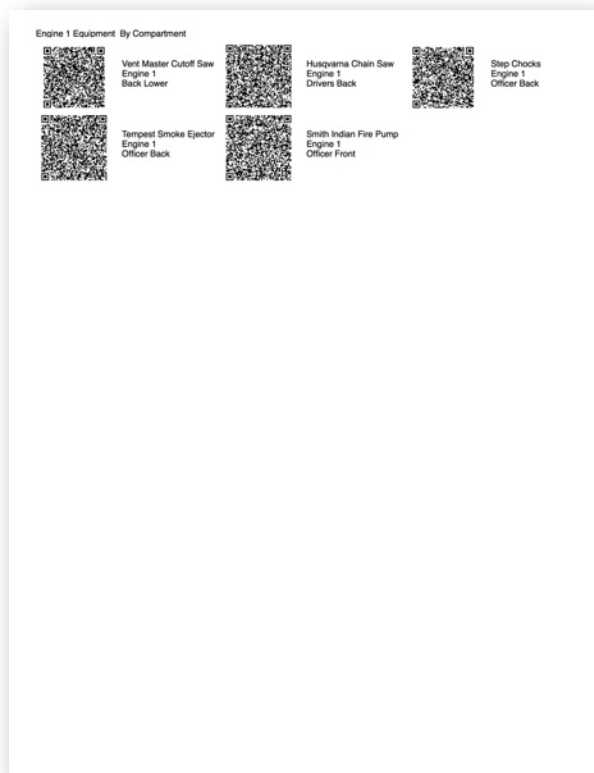 Engine 1 Equipment By Compartment
Vent Master Cutoff Saw
Engine 1
Back Lower
Husqvarna Chain Saw
Engine 1
Drivers Back
Step Chocks
Engine 1
Officer Back
Tempest Smoke Ejector
Engine 1
Officer Back
Smith Indian Fire Pump
Engine 1
Officer Front